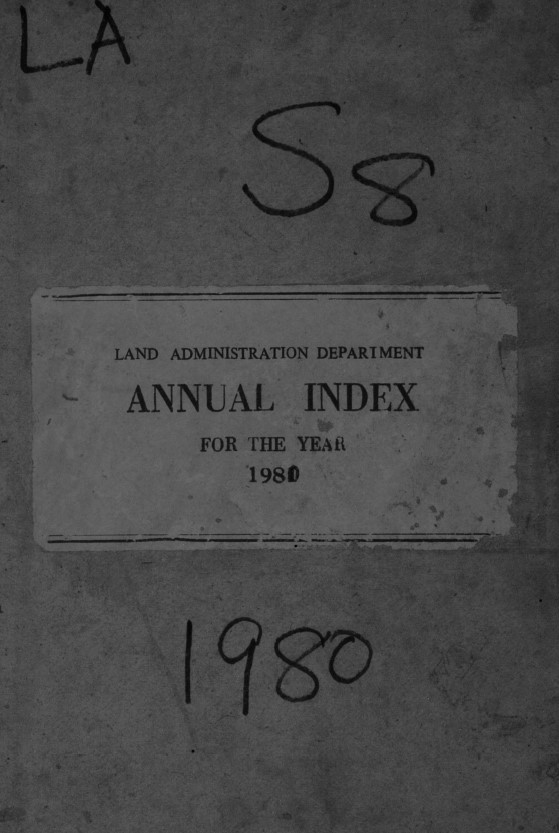 LA
S8
LAND ADMINISTRATION DEPARTMENT
ANNUAL INDEX
FOR THE YEAR
1980
1980